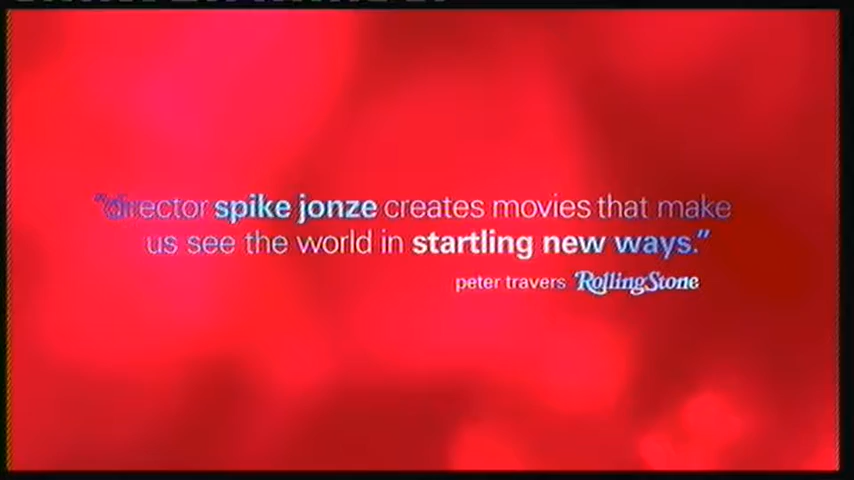 "director spike jonze creates movies that make
us see the world in startling new ways."
peter travers RollingStone